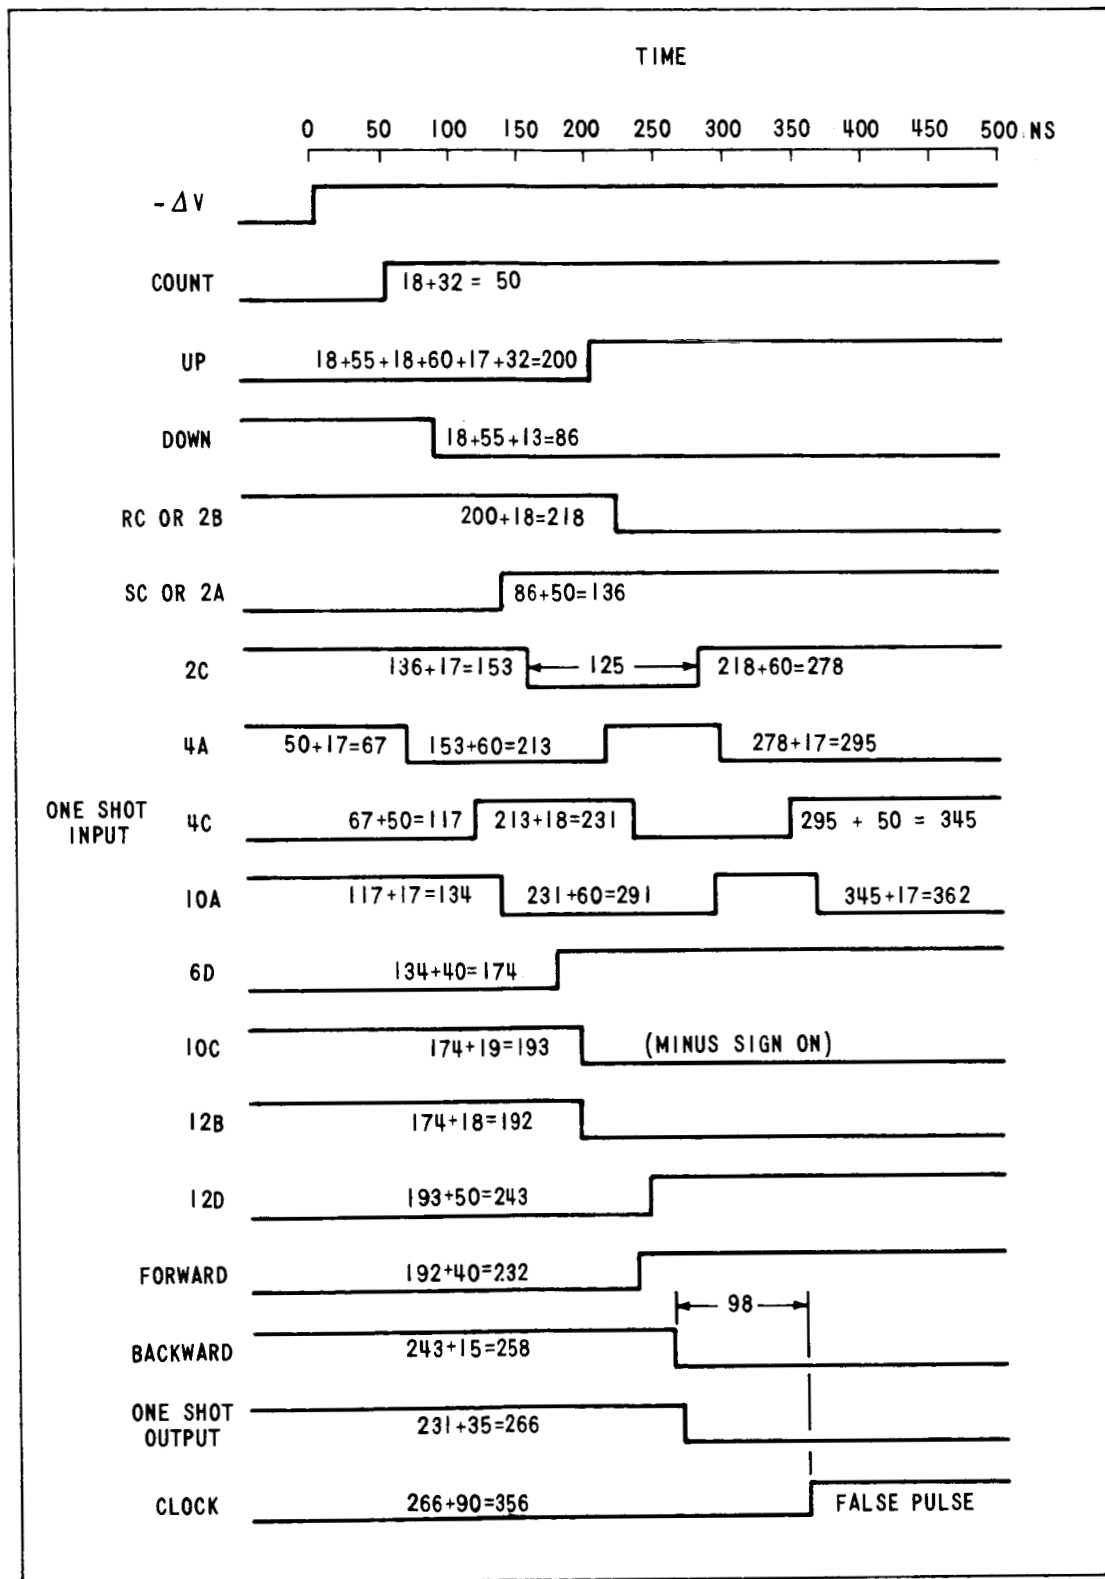 TIME
0 50 100 150 200 250 300 350 400 450 500 NS
-ΔV
COUNT 18+32 = 50
UP 18+55+18+60+17+32=200
DOWN 18+55+13=86
RC OR 2B 200+18=218
SC OR 2A 86+50=136
2C 136+17=153 125 218+60=278
4A 50+17=67 153+60=213 278+17=295
ONE SHOT
INPUT
4C 67+50=117 213+18=231 295 + 50 = 345
10A 117+17=134 231+60=291 345+17=362
6D 134+40=174
10C 174+19=193 (MINUS SIGN ON)
12B 174+18=192
12D 193+50=243
FORWARD 192+40=232
98
BACKWARD 243+15=258
ONE SHOT
OUTPUT
231+35=266
CLOCK 266+90=356 FALSE PULSE